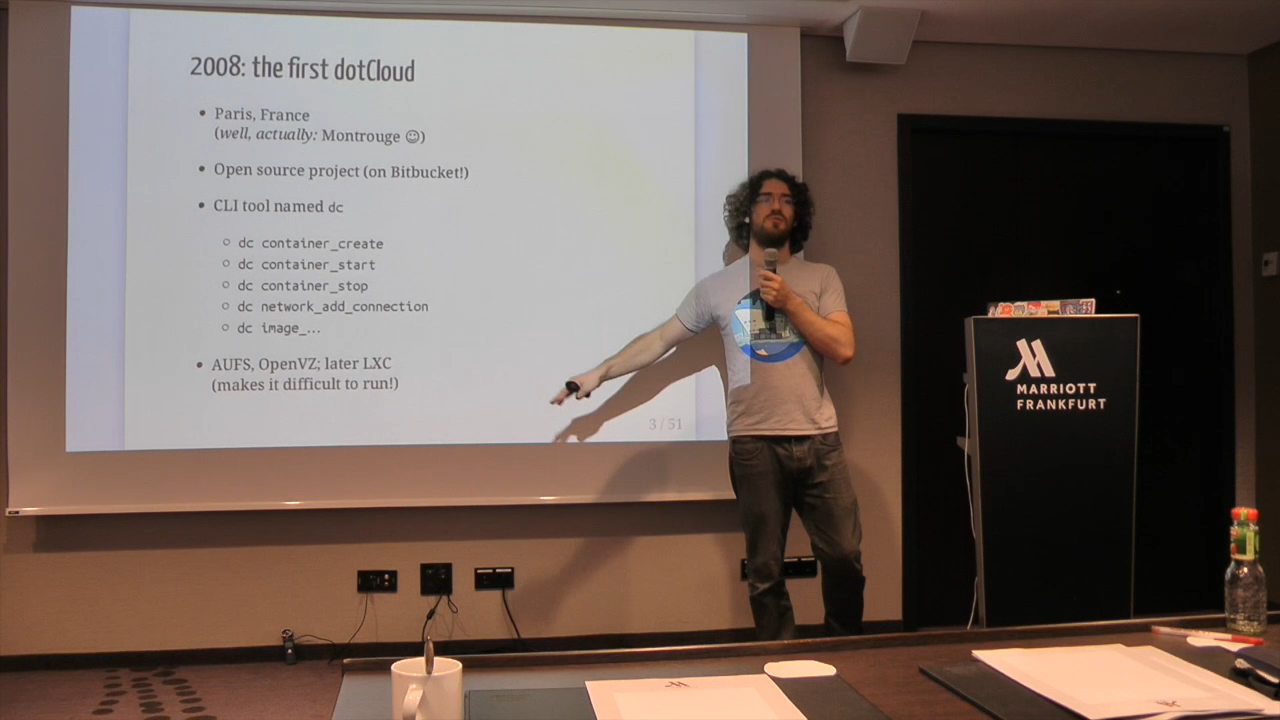 2008: the first dotCloud
• Paris, France
(well, actually: Montrouge ☺)
• Open source project (on Bitbucket!)
• CLI tool named dc
○ dc container_create
○ dc container_start
○ dc container_stop
○ dc network_add_connection
○ dc image_...
• AUFS, OpenVZ; later LXC
(makes it difficult to run!)
3 / 51
MARRIOTT
FRANKFURT